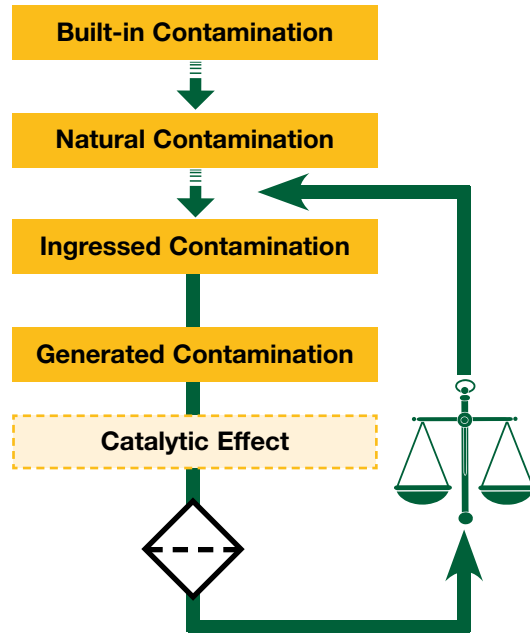 Built-in Contamination
Natural Contamination
Ingressed Contamination
Generated Contamination
Catalytic Effect